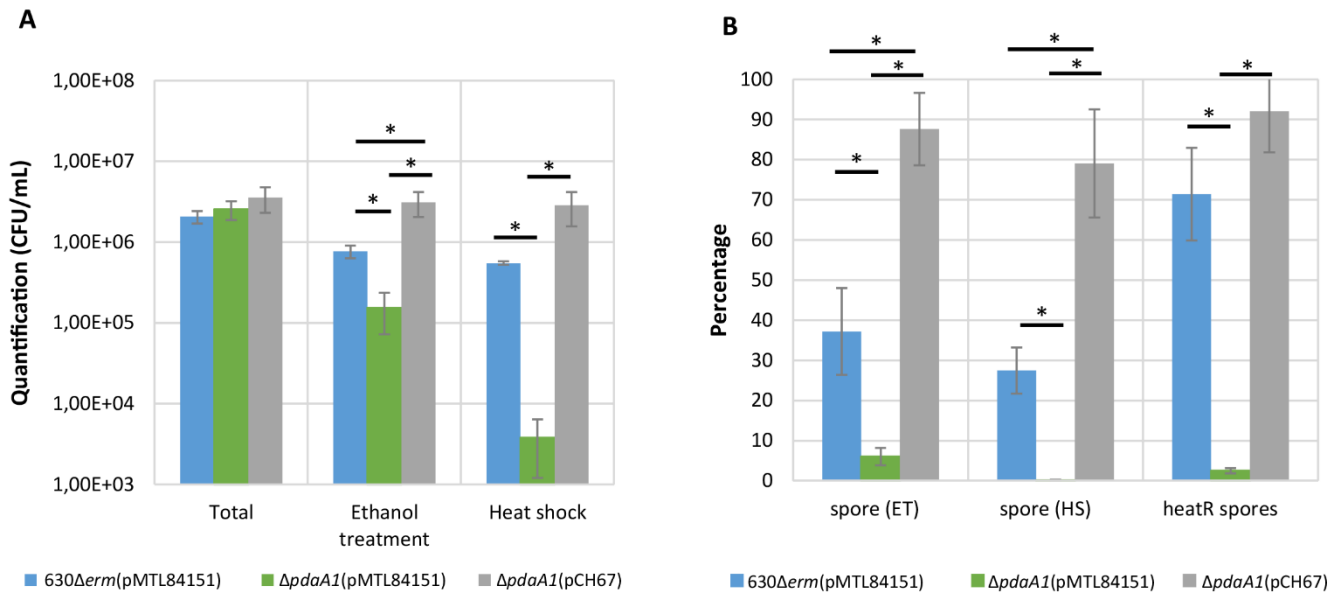 A
Quantification (CFU/mL)
1,00E+08
1,00E+07
1,00E+06
1,00E+05
1,00E+04
1,00E+03
*
*
*
*
*
Total
Ethanol
treatment
Heat shock
630Δerm(pMTL84151)
ΔpdaA1(pMTL84151)
ΔpdaA1(pCH67)
B
Percentage
100
90
80
70
60
50
40
30
20
10
0
*
*
*
*
*
*
*
*
spore (ET)
spore (HS)
heatR spores
630Δerm(pMTL84151)
ΔpdaA1(pMTL84151)
ΔpdaA1(pCH67)